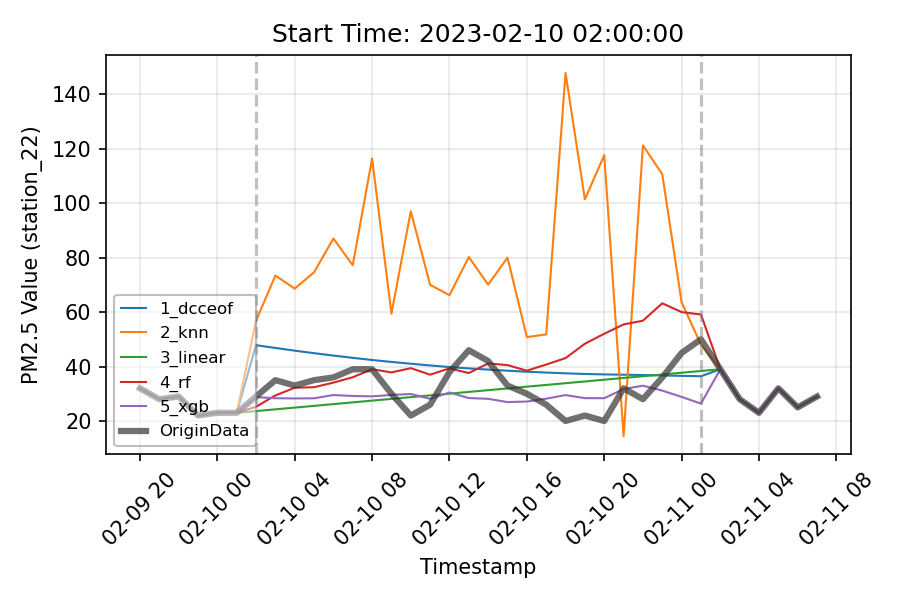 Start Time: 2023-02-10 02:00:00
PM2.5 Value (station_22)
140
120
100
80
60
40
20
1_dcceof
2_knn
3_linear
4_rf
5_xgb
OriginData
02-09 20
02-10 00
02-10 04
02-10 08
02-10 12
02-10 16
02-10 20
02-11 00
02-11 04
02-11 08
Timestamp